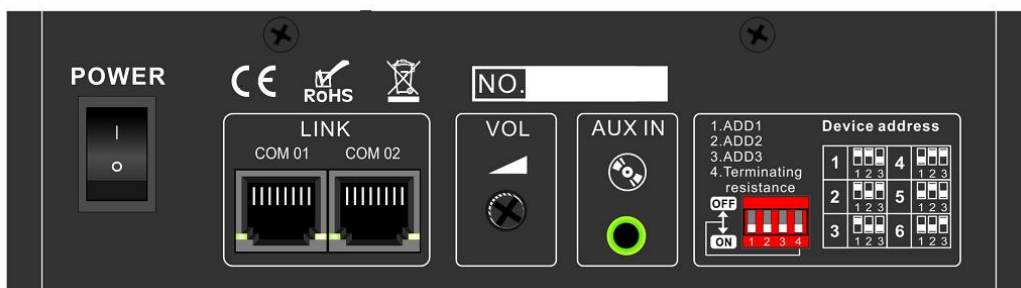 POWER
I
O
CE
RoHS
NO.
LINK
COM 01 COM 02
VOL
AUX IN
1.ADD1
2.ADD2
3.ADD3
4.Terminating
resistance
OFF
ON
1 2 3 4
Device address
1 1 2 3 4 1 2 3
2 1 2 3 5 1 2 3
3 1 2 3 6 1 2 3